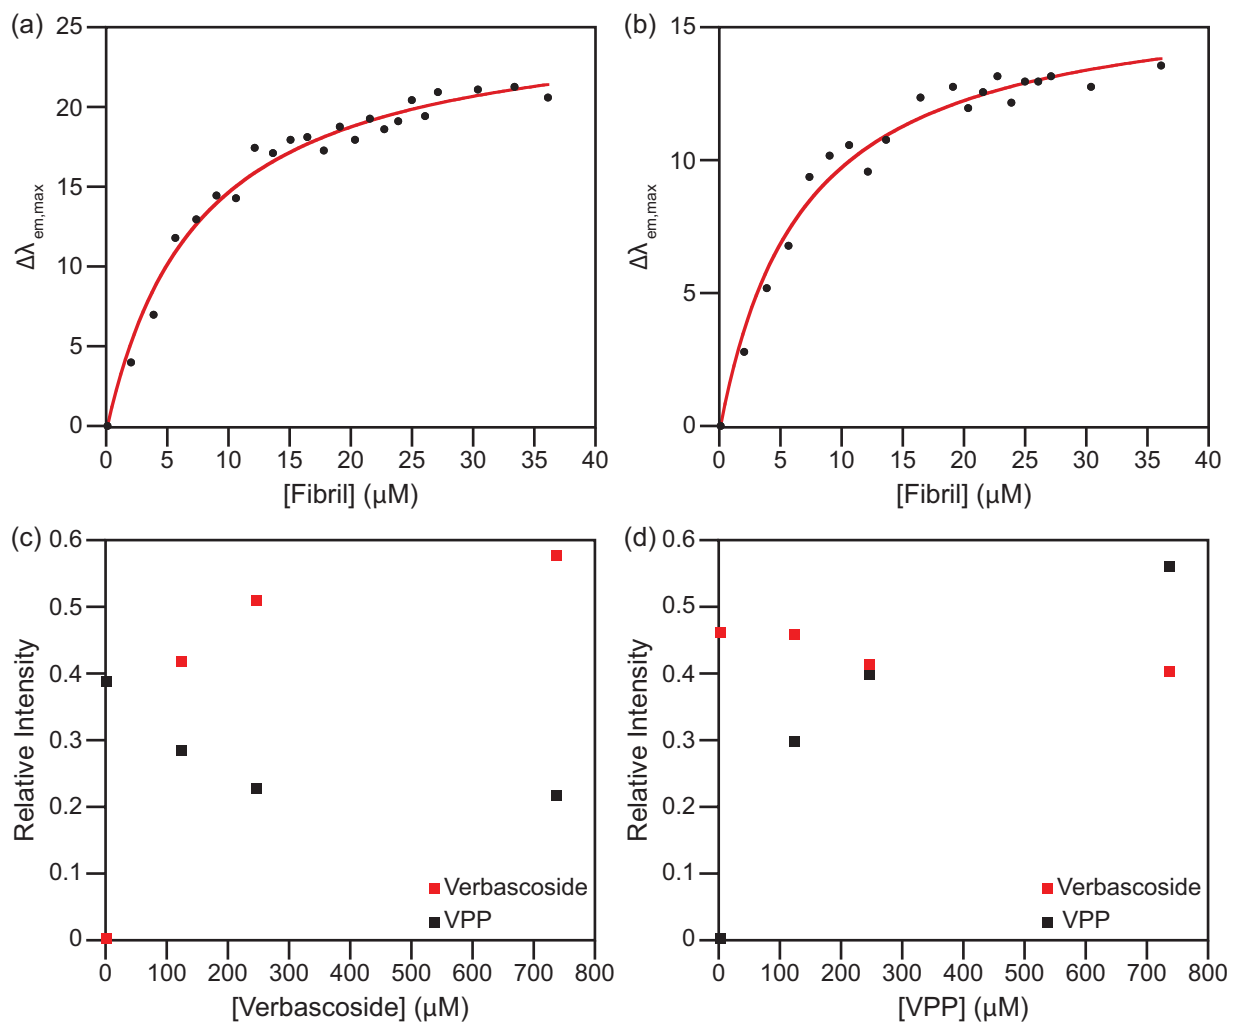 (a)
25
20
15
10
5
0
Δλem,max
0 5 10 15 20 25 30 35 40
[Fibril] (μM)
(b)
15
10
5
0
Δλem,max
0 5 10 15 20 25 30 35 40
[Fibril] (μM)
(c)
0.6
0.5
0.4
0.3
0.2
0.1
0
Relative Intensity
Verbascoside
VPP
0 100 200 300 400 500 600 700 800
[Verbascoside] (μM)
(d)
0.6
0.5
0.4
0.3
0.2
0.1
0
Relative Intensity
Verbascoside
VPP
0 100 200 300 400 500 600 700 800
[VPP] (μM)